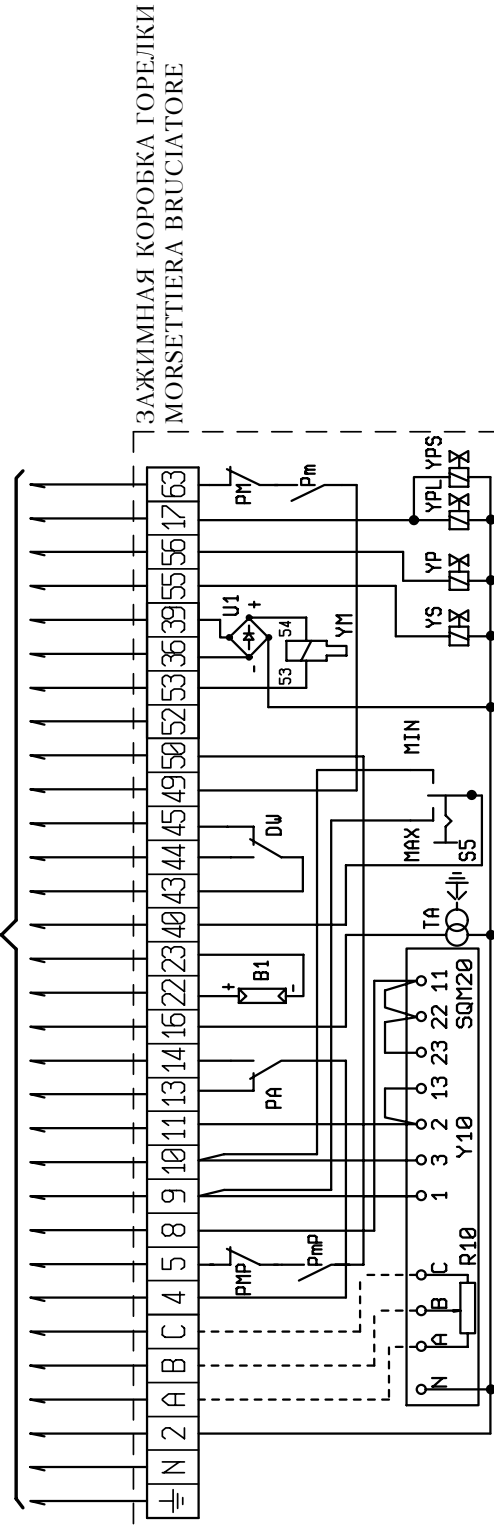 ЗАЖИМНАЯ КОРОБКА ГОРЕЛКИ
MORSETTIERA BRUCIATORE
N 2 A B C 4 5 8 9 10 11 13 14 16 22 23 40 43 44 45 49 50 52 53 36 39 55 56 17 63
PMP
PmP
PA
+ B1 -
DW
U1
+
-
53 54
YM
PM
Pm
MAX MIN
S5
TA
YS YP YPL YPS
N A B C 1 3 2 13 23 22 11
R10
Y10
SQM20